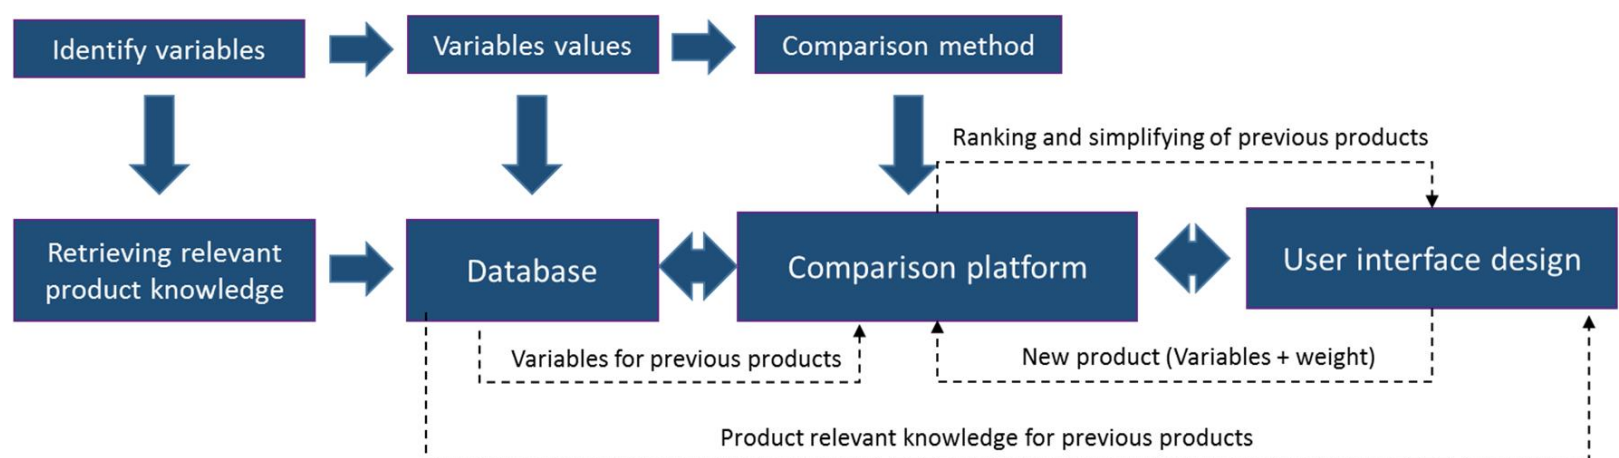 Identify variables
Variables values
Comparison method
Ranking and simplifying of previous products
Retrieving relevant
product knowledge
Database
Comparison platform
User interface design
Variables for previous products
New product (Variables + weight)
Product relevant knowledge for previous products